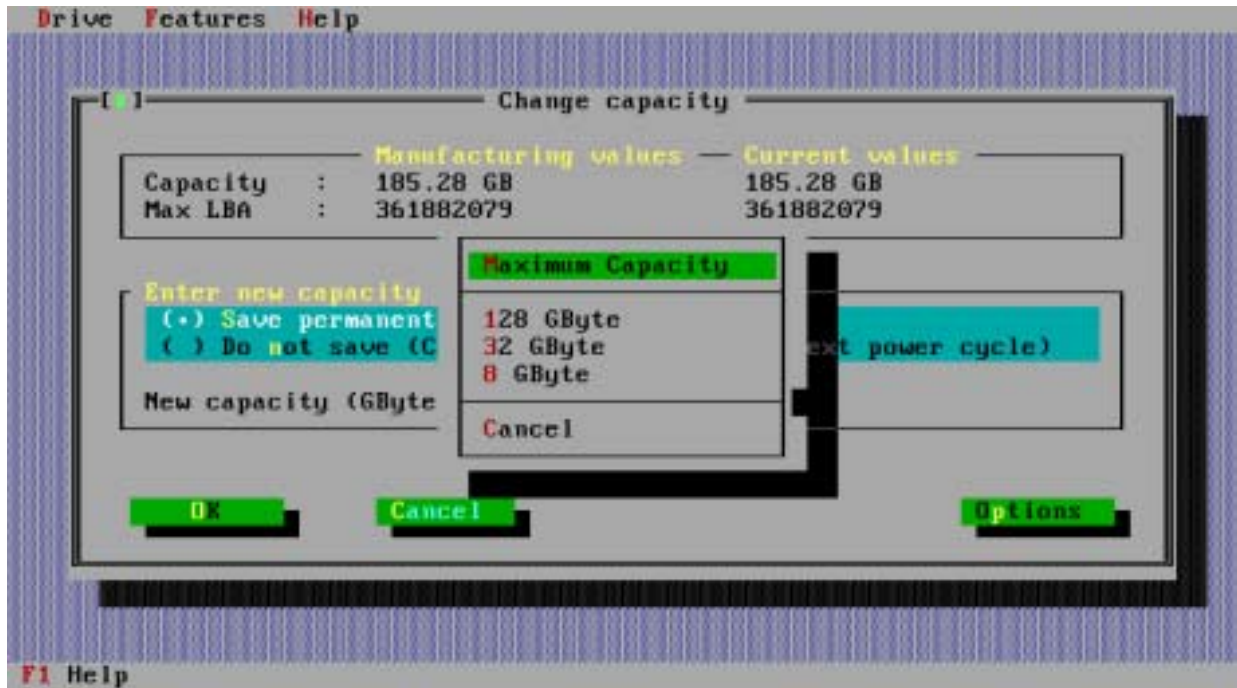 Drive Features Help
Change capacity
Manufacturing values Current values
Capacity : 185.28 GB 185.28 GB
Max LBA : 361882079 361882079
Maximum Capacity
Enter new capacity
(•) Save permanent 128 GByte
( ) Do not save (C 32 GByte ext power cycle)
8 GByte
New capacity (GByte
Cancel
OK Cancel Options
F1 Help